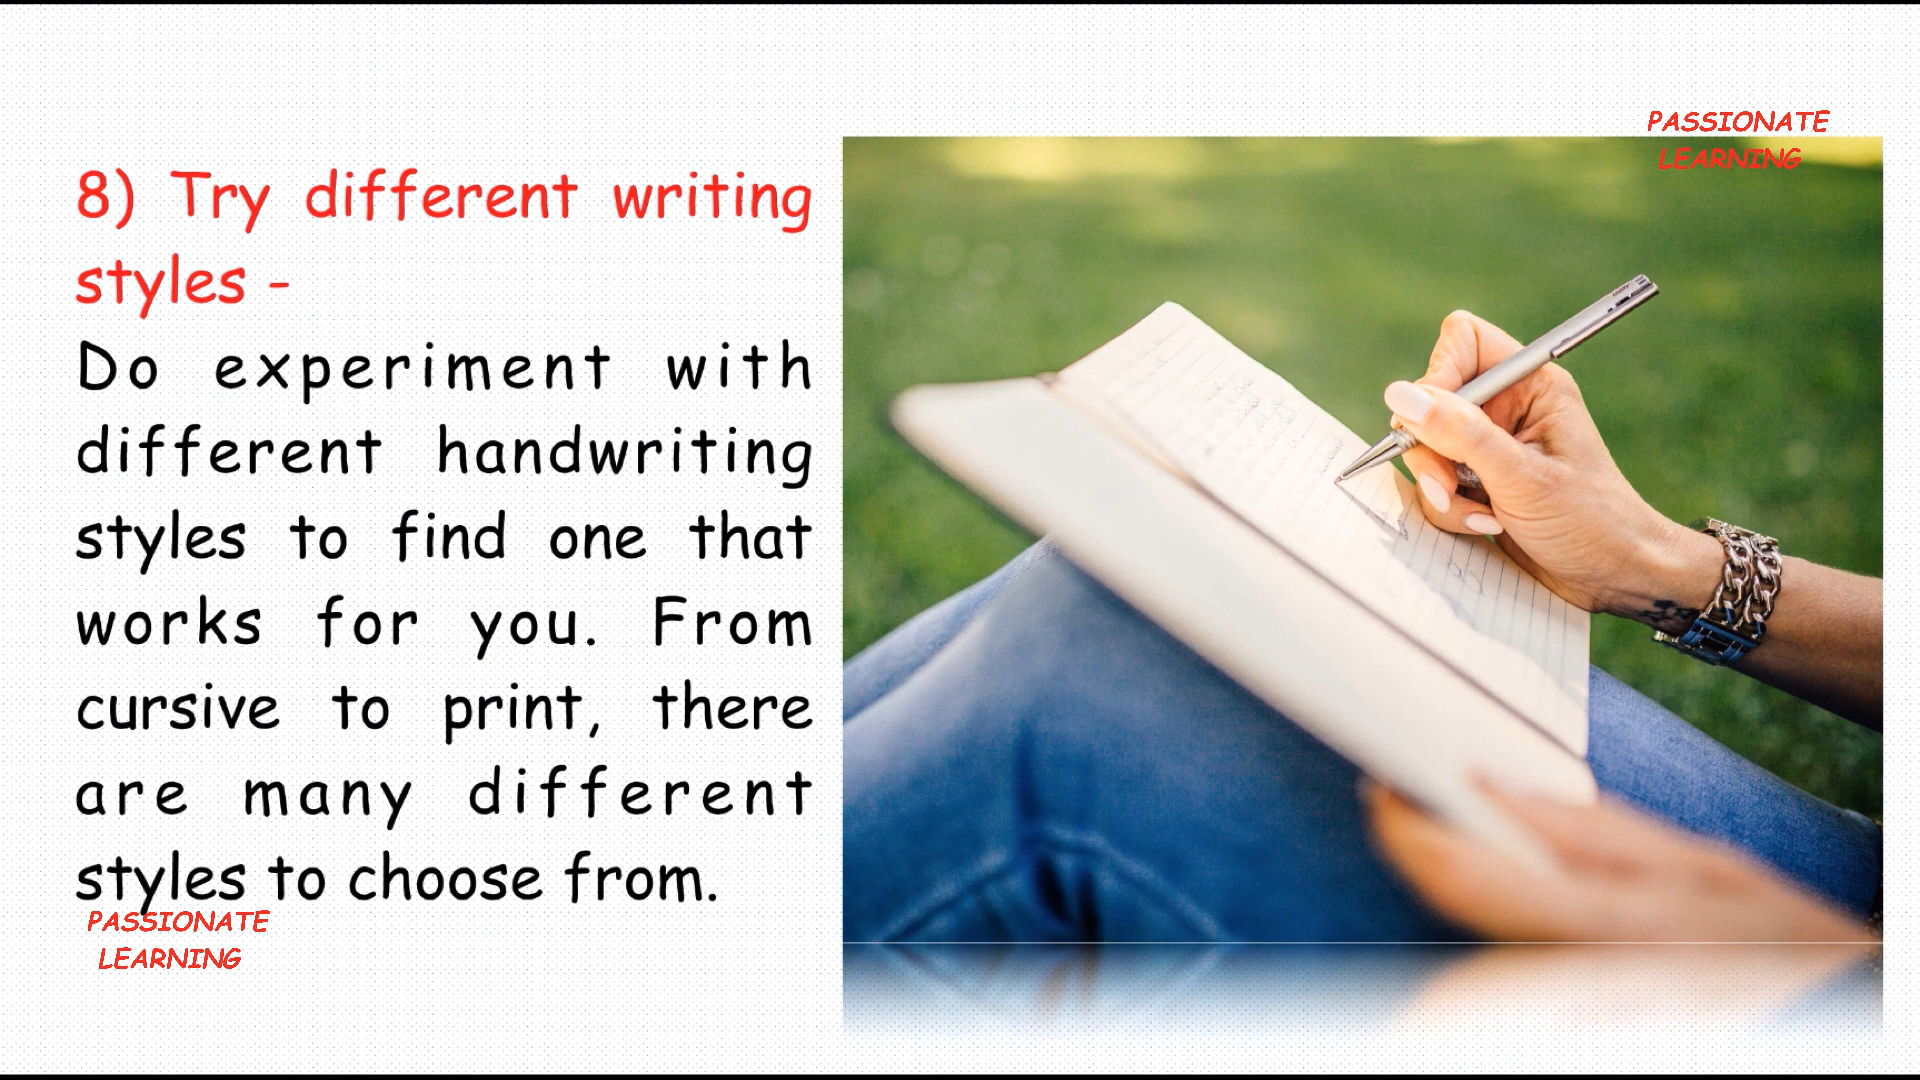 PASSIONATE
LEARNING
8) Try different writing
styles -
Do experiment with
different handwriting
styles to find one that
works for you. From
cursive to print, there
are many different
styles to choose from.
PASSIONATE
LEARNING